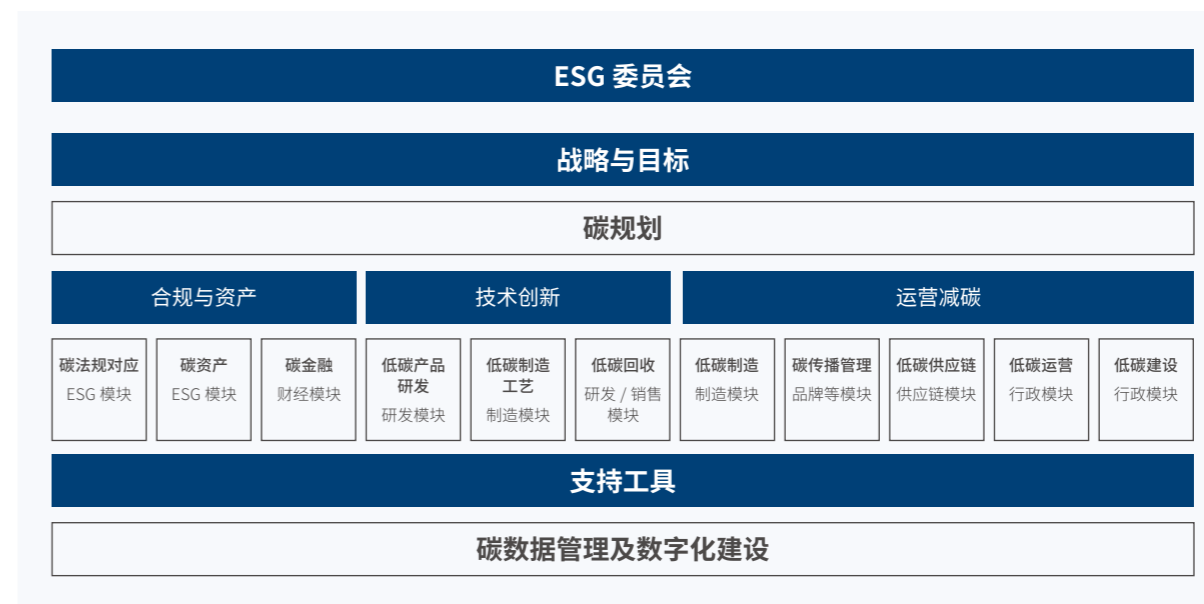 ESG 委员会
战略与目标
碳规划
合规与资产
技术创新
运营减碳
碳法规对应
ESG 模块
碳资产
ESG 模块
碳金融
财经模块
低碳产品
研发
研发模块
低碳制造
工艺
制造模块
低碳回收
研发 / 销售
模块
低碳制造
制造模块
碳传播管理
品牌等模块
低碳供应链
供应链模块
低碳运营
行政模块
低碳建设
行政模块
支持工具
碳数据管理及数字化建设